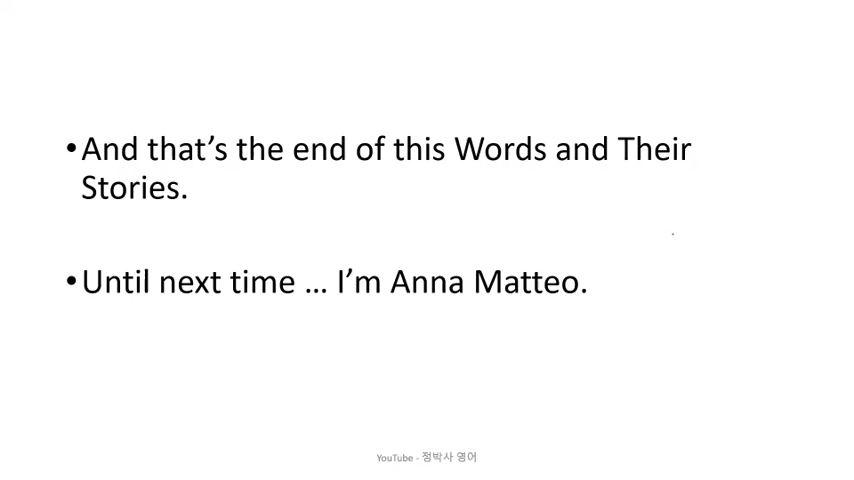 •And that’s the end of this Words and Their
Stories.
•Until next time … I’m Anna Matteo.
YouTube - 정박사 영어